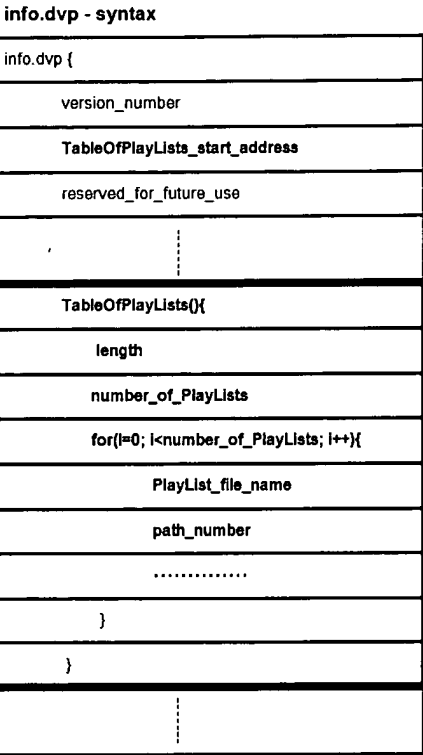 info.dvp - syntax
info.dvp {
version_number
TableOfPlayLists_start_address
reserved_for_future_use
TableOfPlayLists(){
length
number_of_PlayLists
for(i=0; i<number_of_PlayLists; i++){
PlayList_file_name
path_number
..............
}
}